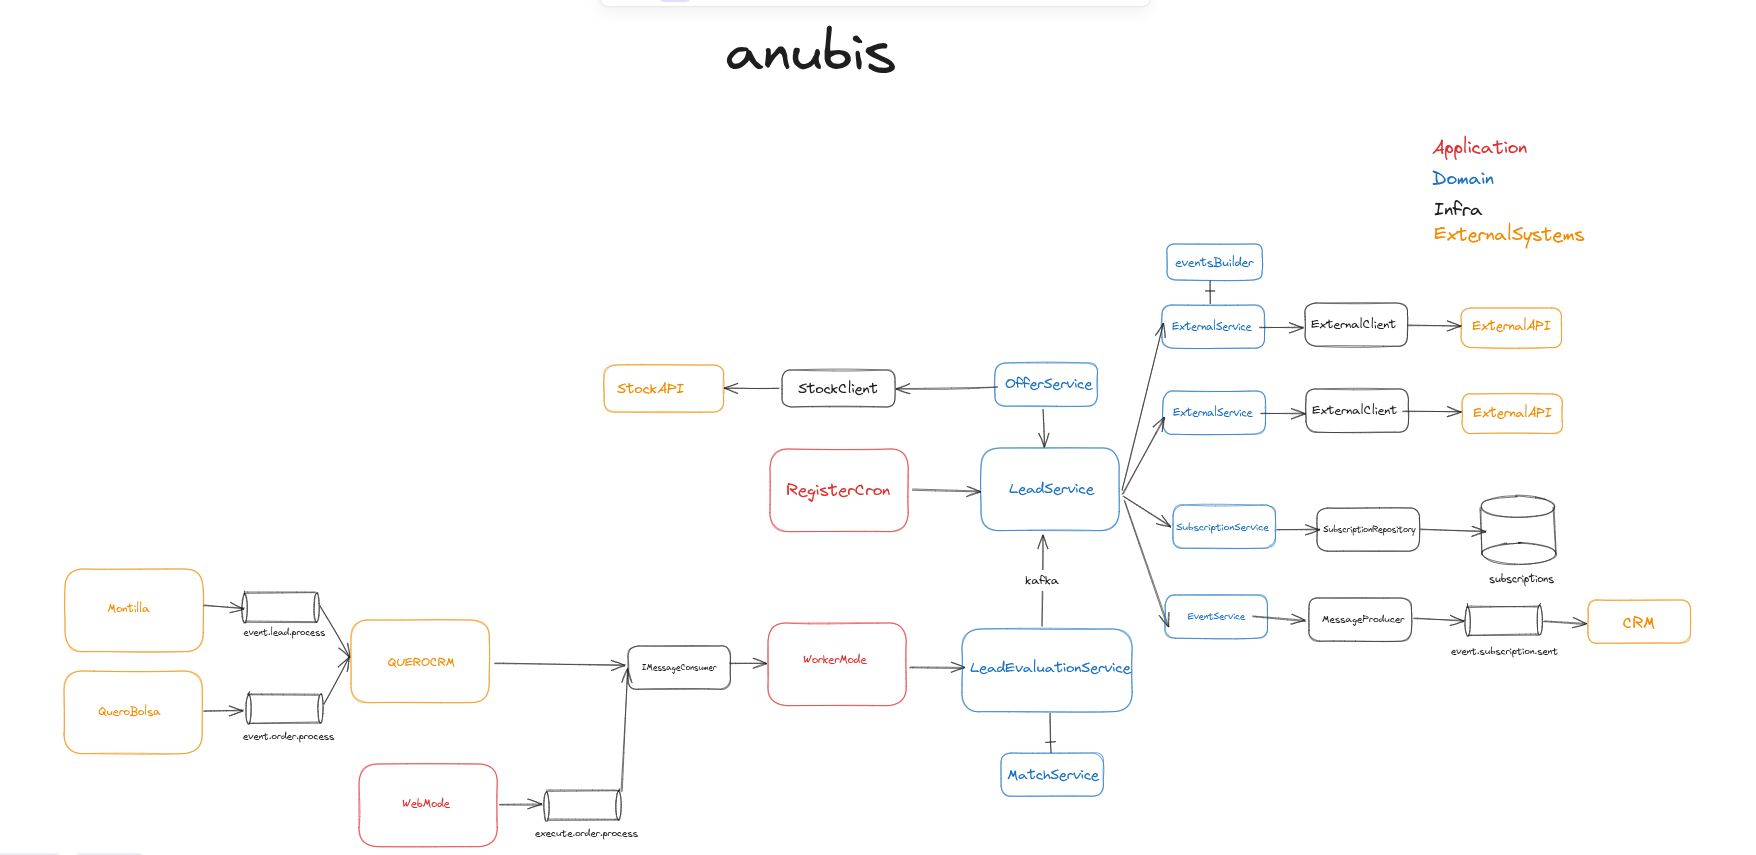 anubis
Application
Domain
Infra
ExternalSystems
eventsBuilder
ExternalService
ExternalClient
ExternalAPI
StockAPI
StockClient
OfferService
ExternalService
ExternalClient
ExternalAPI
RegisterCron
LeadService
SubscriptionService
SubscriptionRepository
subscriptions
kafka
Montilla
event.lead.process
EventService
MessageProducer
event.subscription.sent
CRM
QUEROCRM
IMessageConsumer
WorkerMode
LeadEvaluationService
QueroBolsa
event.order.process
MatchService
WebMode
execute.order.process